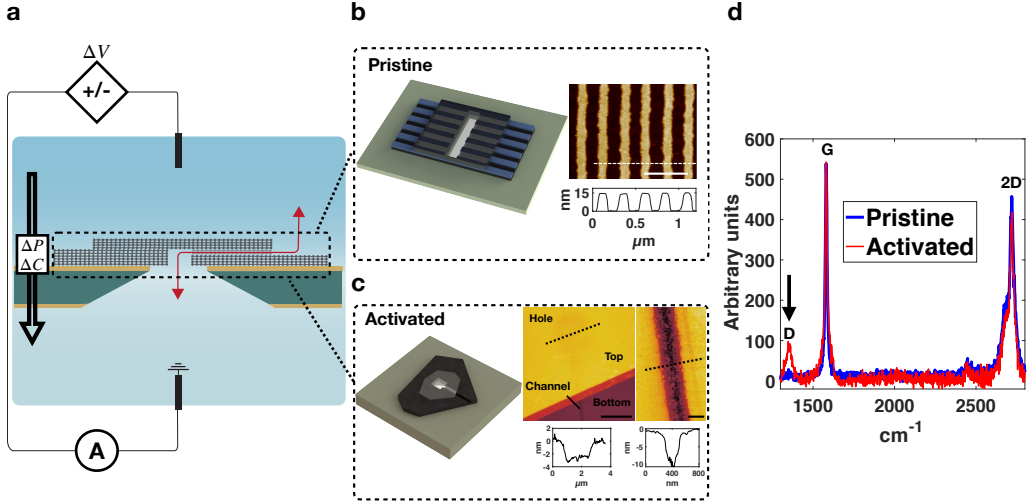 a
ΔV
+/-
ΔP
ΔC
A
b
Pristine
nm
15
0
0
0.5
1
μm
c
Activated
Hole
Top
Channel
Bottom
nm
2
0
-2
-4
0
2
4
μm
nm
0
-5
-10
0
400
800
nm
d
Arbitrary units
600
500
400
300
200
100
0
G
2D
Pristine
Activated
D
1500
2000
2500
cm⁻¹